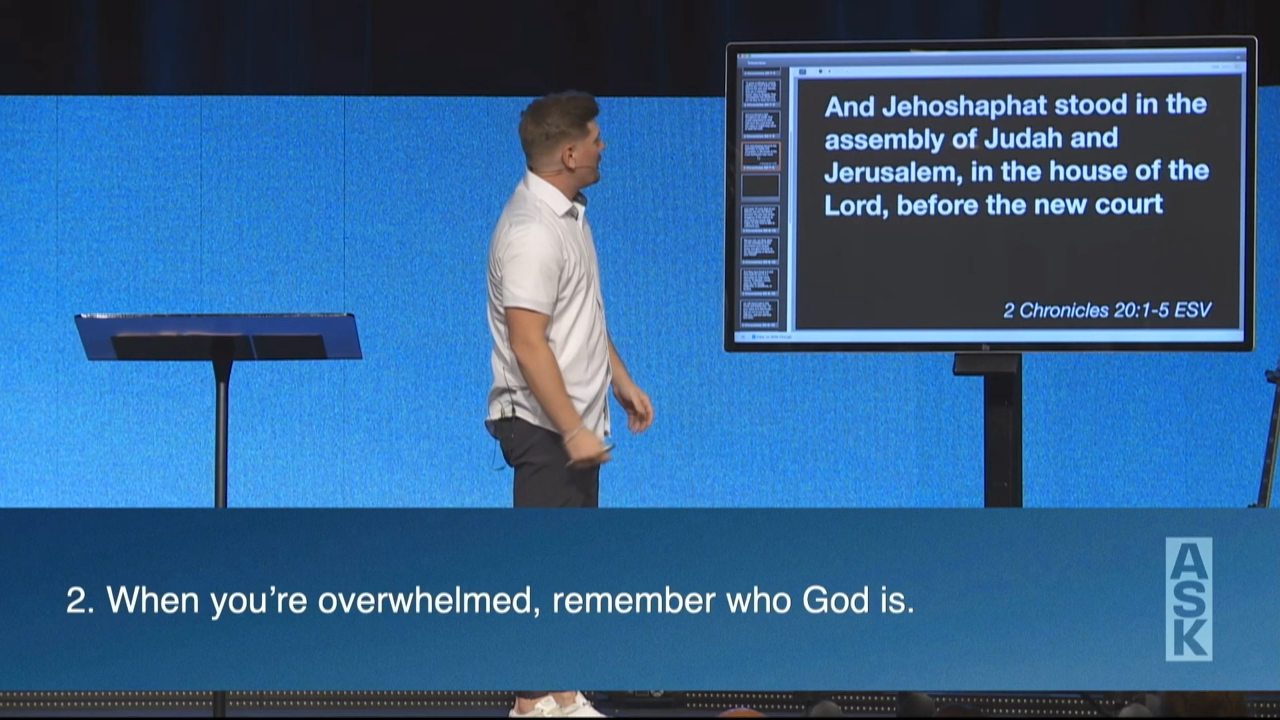 And Jehoshaphat stood in the
assembly of Judah and
Jerusalem, in the house of the
Lord, before the new court
2 Chronicles 20:1-5 ESV
2. When you're overwhelmed, remember who God is.
ASK